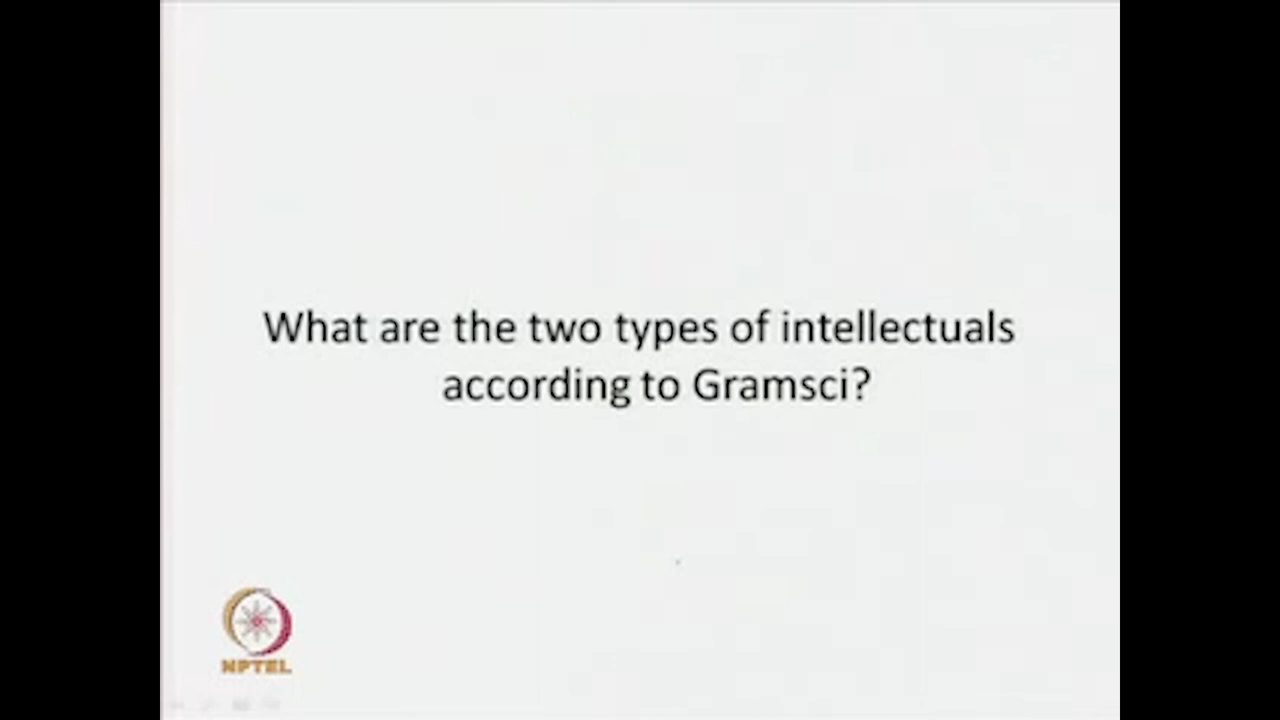 What are the two types of intellectuals
according to Gramsci?
NPTEL